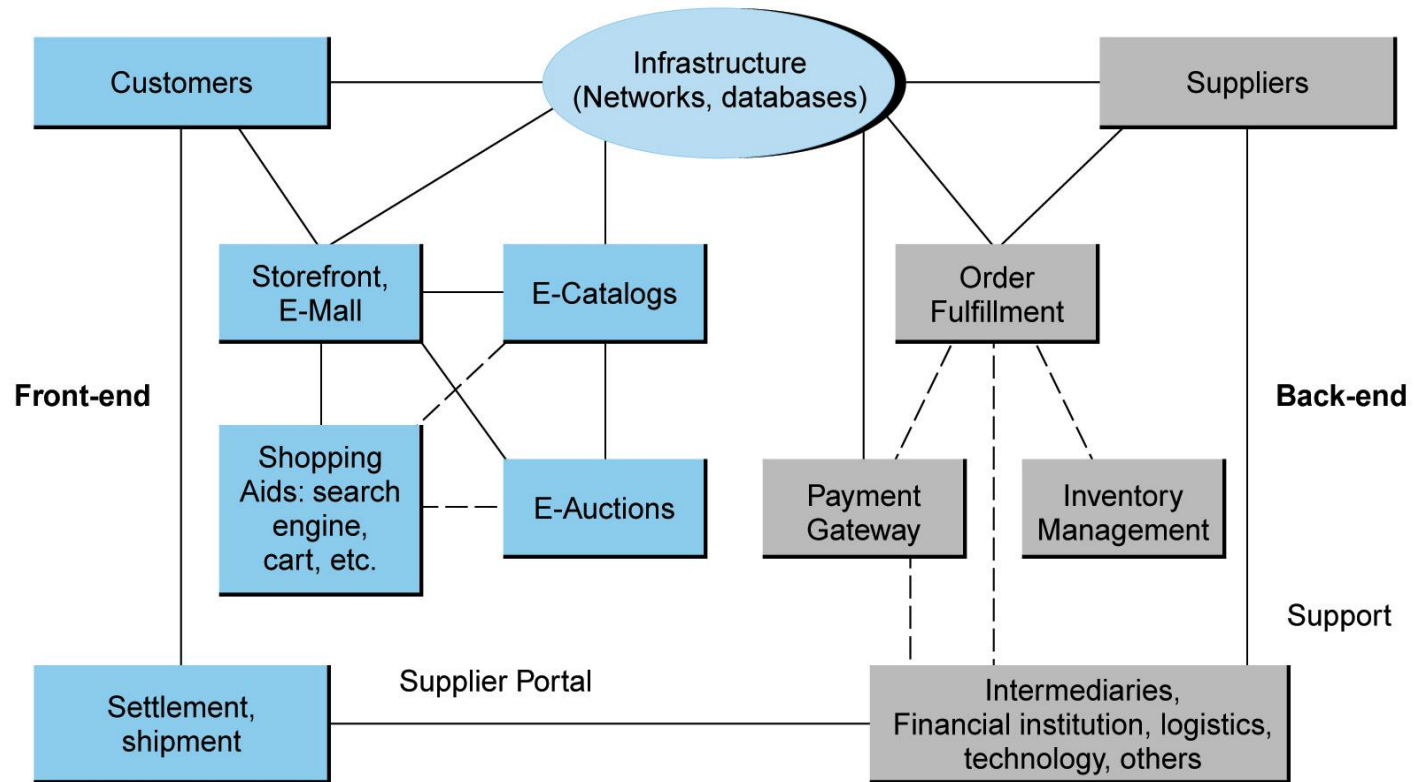 Customers
Infrastructure
(Networks, databases)
Suppliers
Storefront,
E-Mall
E-Catalogs
Order
Fulfillment
Front-end
Back-end
Shopping
Aids: search
engine,
cart, etc.
E-Auctions
Payment
Gateway
Inventory
Management
Support
Supplier Portal
Settlement,
shipment
Intermediaries,
Financial institution, logistics,
technology, others